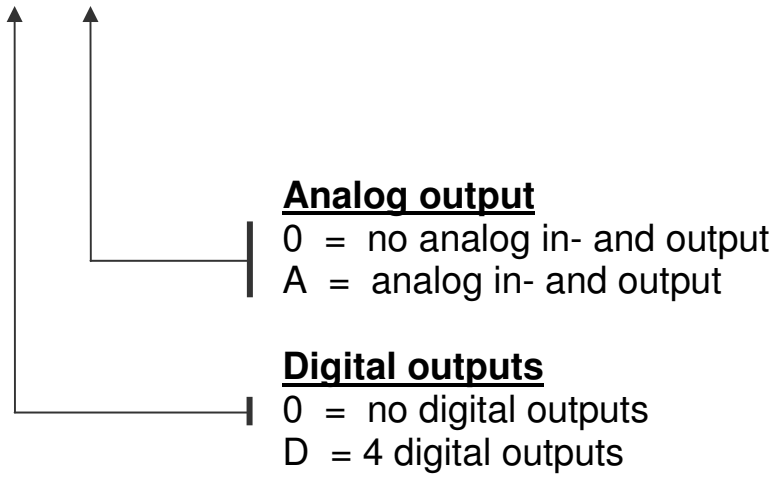 Analog output
0 = no analog in- and output
A = analog in- and output
Digital outputs
0 = no digital outputs
D = 4 digital outputs